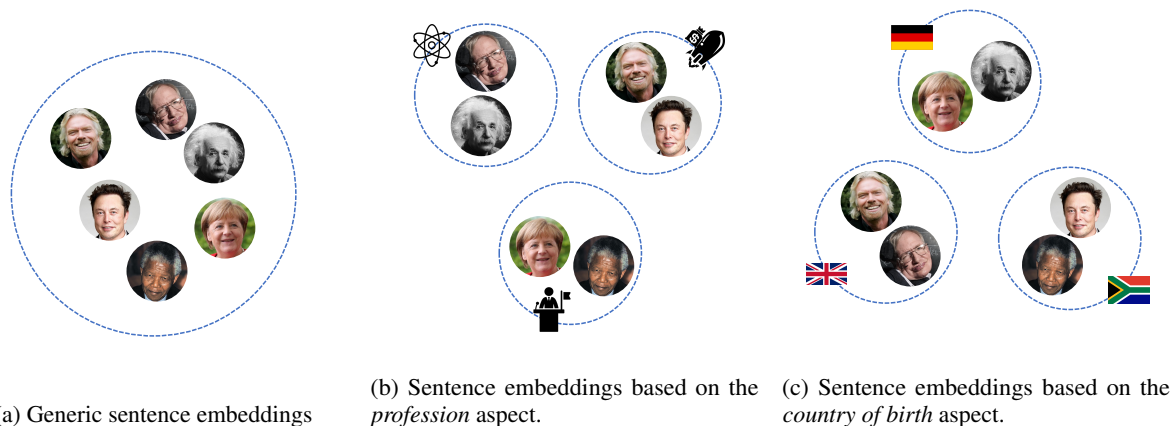 a) Generic sentence embeddings
(b) Sentence embeddings based on the
profession aspect.
(c) Sentence embeddings based on the
country of birth aspect.